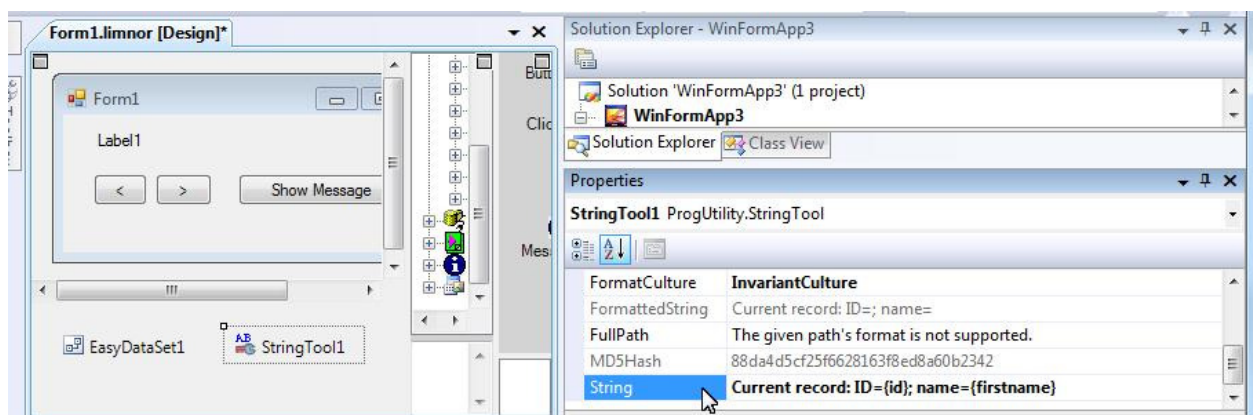 Form1.limnor [Design]*
Form1
Label1
< > Show Message
EasyDataSet1 StringTool1
Clic
Solution Explorer - WinFormApp3
Solution 'WinFormApp3' (1 project)
WinFormApp3
Solution Explorer Class View
Properties
StringTool1 ProgUtility.StringTool
FormatCulture InvariantCulture
FormattedString Current record: ID=; name=
FullPath The given path's format is not supported.
MD5Hash 88da4d5cf25f6628163f8ed8a60b2342
String Current record: ID={id}; name={firstname}